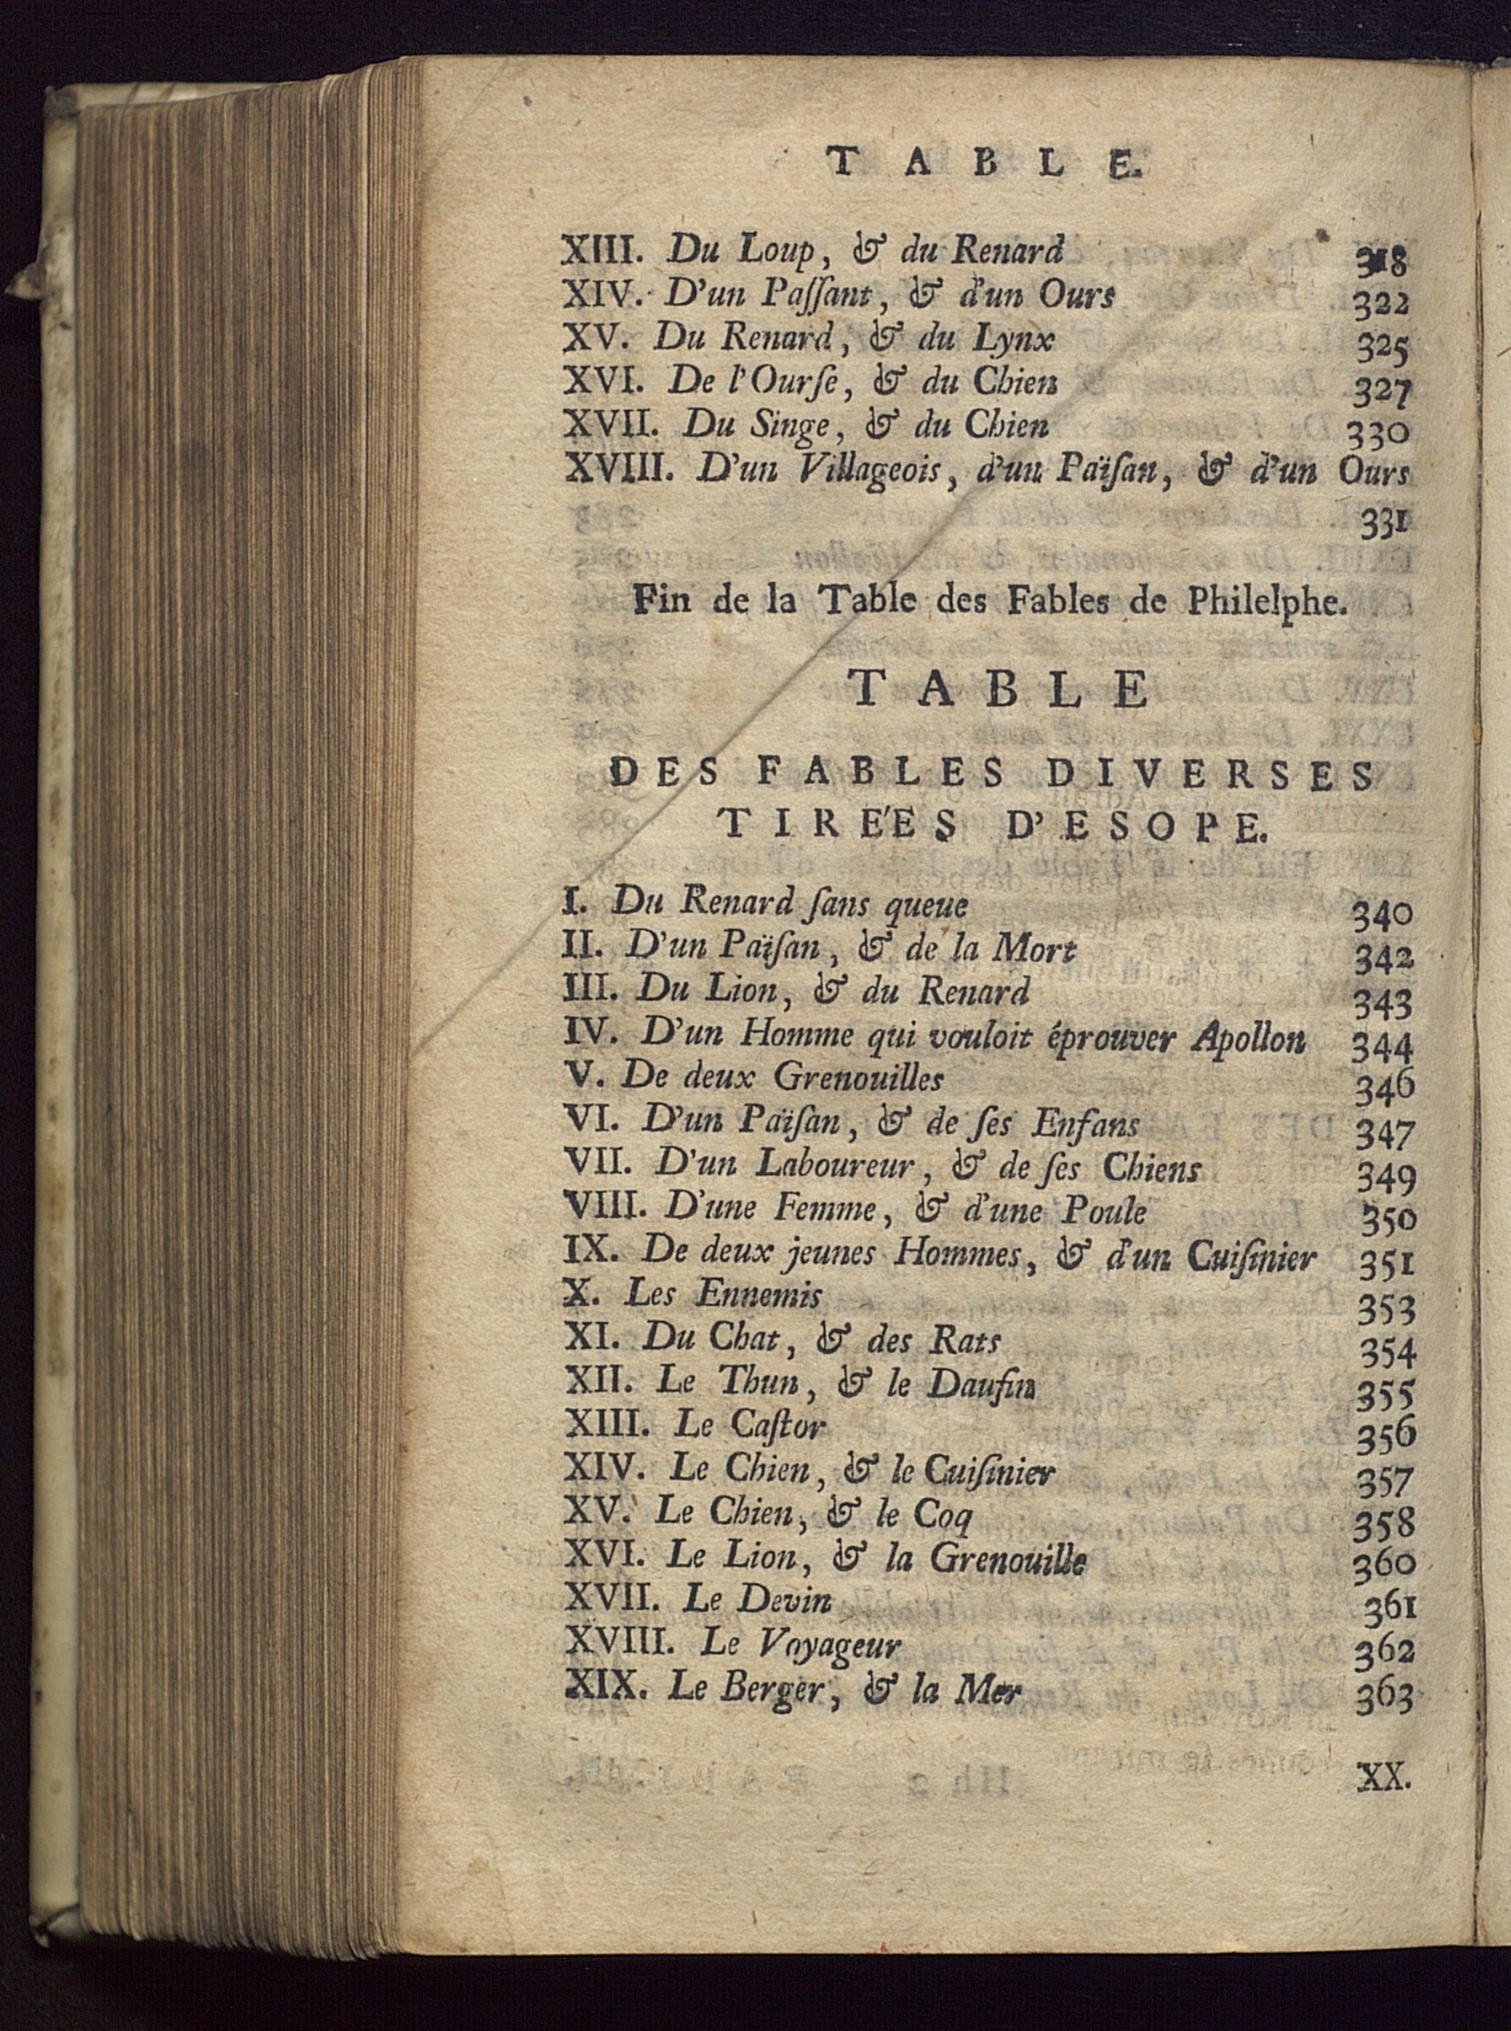 TABLE.
XIII. Du Loup, & du Renard 318
XIV. D'un Paſſant, & d'un Ours 322
XV. Du Renard, & du Lynx 325
XVI. De l'Ourſe, & du Chien 327
XVII. Du Singe, & du Chien 330
XVIII. D'un Villageois, d'un Païſan, & d'un Ours
331
Fin de la Table des Fables de Philelphe.
TABLE
DES FABLES DIVERSES
TIRE'ES D'ESOPE.
I. Du Renard ſans queue 340
II. D'un Païſan, & de la Mort 342
III. Du Lion, & du Renard 343
IV. D'un Homme qui vouloit éprouver Apollon 344
V. De deux Grenouilles 346
VI. D'un Païſan, & de ſes Enfans 347
VII. D'un Laboureur, & de ſes Chiens 349
VIII. D'une Femme, & d'une Poule 350
IX. De deux jeunes Hommes, & d'un Cuiſinier 351
X. Les Ennemis 353
XI. Du Chat, & des Rats 354
XII. Le Thun, & le Daufin 355
XIII. Le Caſtor 356
XIV. Le Chien, & le Cuiſinier 357
XV. Le Chien, & le Coq 358
XVI. Le Lion, & la Grenouille 360
XVII. Le Devin 361
XVIII. Le Voyageur 362
XIX. Le Berger, & la Mer 363
XX.